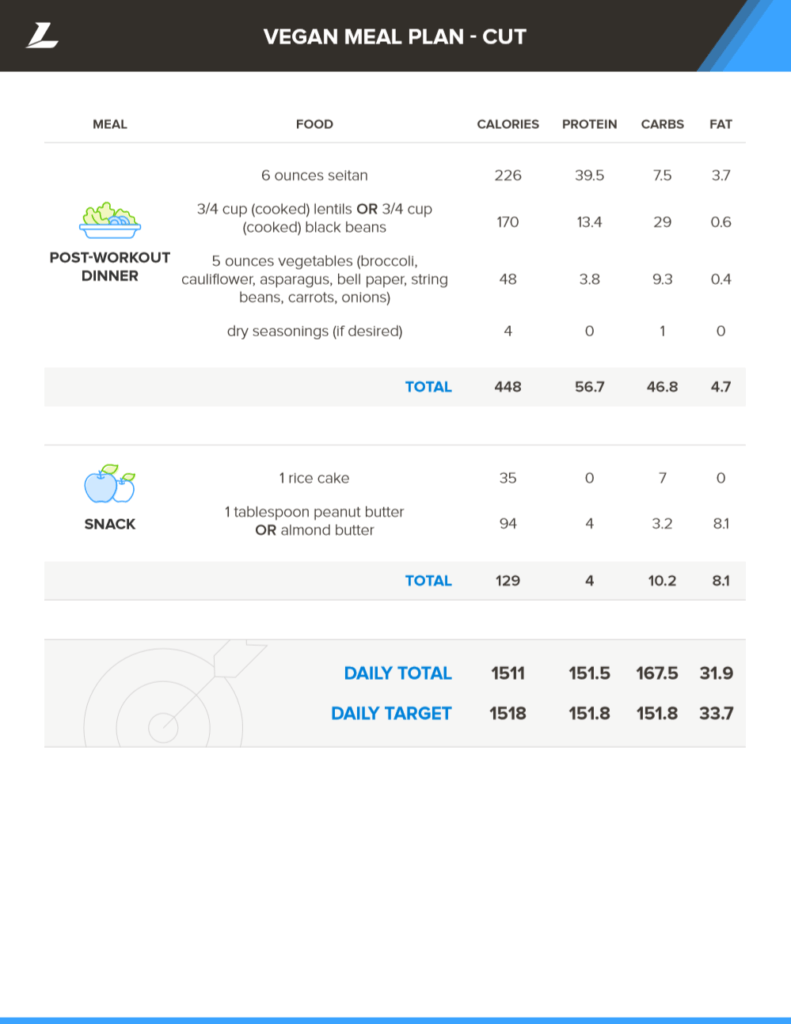 VEGAN MEAL PLAN - CUT
MEAL FOOD CALORIES PROTEIN CARBS FAT
6 ounces seitan 226 39.5 7.5 3.7
3/4 cup (cooked) lentils OR 3/4 cup
(cooked) black beans 170 13.4 29 0.6
POST-WORKOUT
DINNER
5 ounces vegetables (broccoli,
cauliflower, asparagus, bell paper, string
beans, carrots, onions) 48 3.8 9.3 0.4
dry seasonings (if desired) 4 0 1 0
TOTAL 448 56.7 46.8 4.7
1 rice cake 35 0 7 0
SNACK
1 tablespoon peanut butter
OR almond butter 94 4 3.2 8.1
TOTAL 129 4 10.2 8.1
DAILY TOTAL 1511 151.5 167.5 31.9
DAILY TARGET 1518 151.8 151.8 33.7